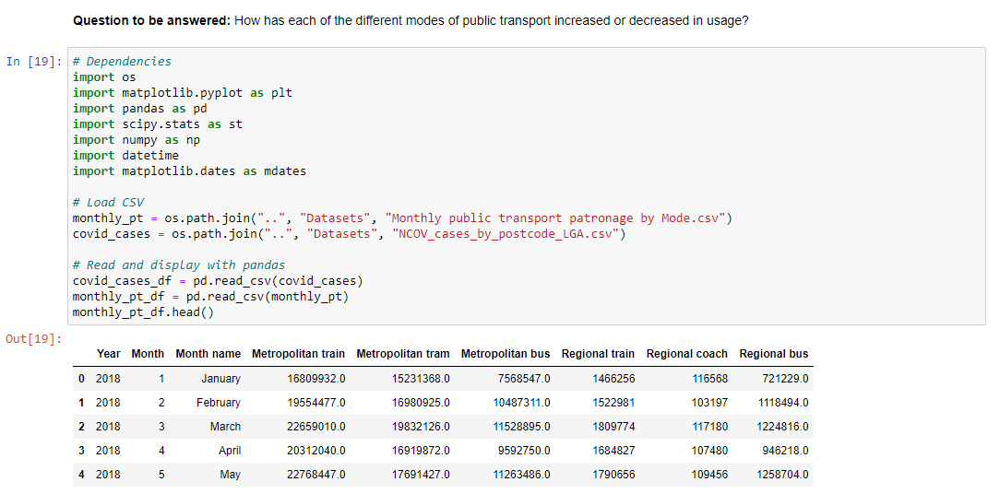 Question to be answered: How has each of the different modes of public transport increased or decreased in usage?
In [19]: # Dependencies
import os
import matplotlib.pyplot as plt
import pandas as pd
import scipy.stats as st
import numpy as np
import datetime
import matplotlib.dates as mdates
# Load CSV
monthly_pt = os.path.join("..", "Datasets", "Monthly public transport patronage by Mode.csv")
covid_cases = os.path.join("..", "Datasets", "NCOV_cases_by_postcode_LGA.csv")
# Read and display with pandas
covid_cases_df = pd.read_csv(covid_cases)
monthly_pt_df = pd.read_csv(monthly_pt)
monthly_pt_df.head()
Out[19]:
Year Month Month name Metropolitan train Metropolitan tram Metropolitan bus Regional train Regional coach Regional bus
0 2018 1 January 16809932.0 15231368.0 7568547.0 1466256 116568 721229.0
1 2018 2 February 19554477.0 16980925.0 10487311.0 1522981 103197 1118494.0
2 2018 3 March 22659010.0 19832126.0 11528895.0 1809774 117180 1224816.0
3 2018 4 April 20312040.0 16919872.0 9592750.0 1684827 107480 946218.0
4 2018 5 May 22768447.0 17691427.0 11263486.0 1790656 109456 1258704.0